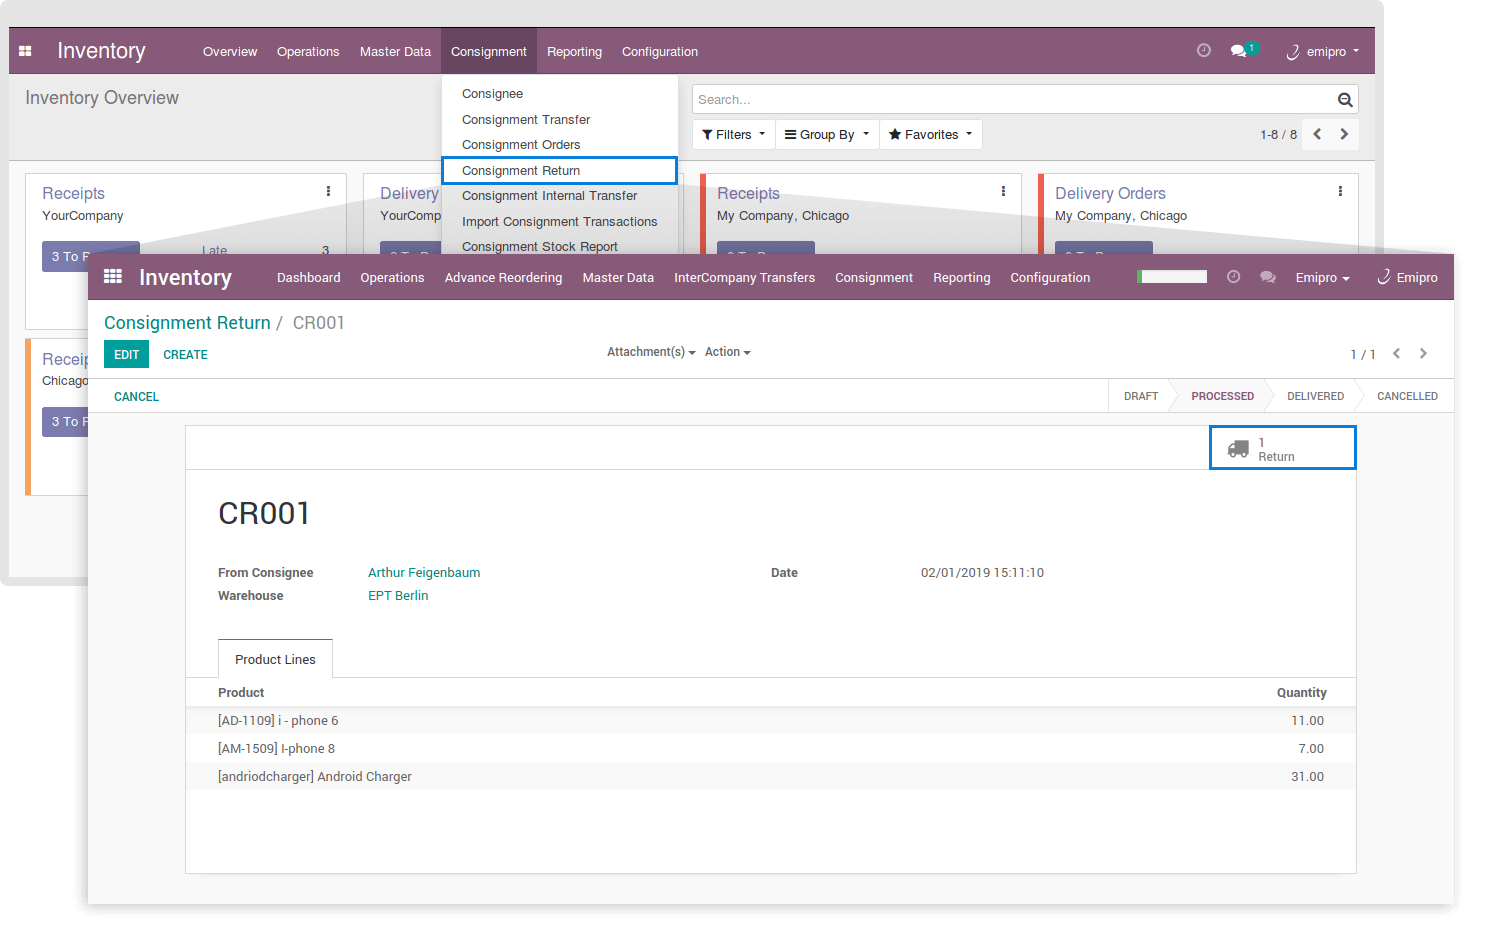 Inventory Overview Operations Master Data Consignment Reporting Configuration 1 emipro
Inventory Overview
Consignee
Consignment Transfer
Consignment Orders
Consignment Return
Consignment Internal Transfer
Import Consignment Transactions
Consignment Stock Report
Search...
Filters Group By Favorites 1-8 / 8
Receipts
YourCompany
3 To
Late 3
Delivery
YourComp
Receipts
My Company, Chicago
Delivery Orders
My Company, Chicago
Receip
Chicago
3 To
Inventory Dashboard Operations Advance Reordering Master Data InterCompany Transfers Consignment Reporting Configuration Emipro Emipro
Consignment Return / CR001
EDIT CREATE Attachment(s) Action 1 / 1
CANCEL DRAFT PROCESSED DELIVERED CANCELLED
1
Return
CR001
From Consignee Arthur Feigenbaum Date 02/01/2019 15:11:10
Warehouse EPT Berlin
Product Lines
Product Quantity
[AD-1109] i - phone 6 11.00
[AM-1509] I-phone 8 7.00
[andriodcharger] Android Charger 31.00